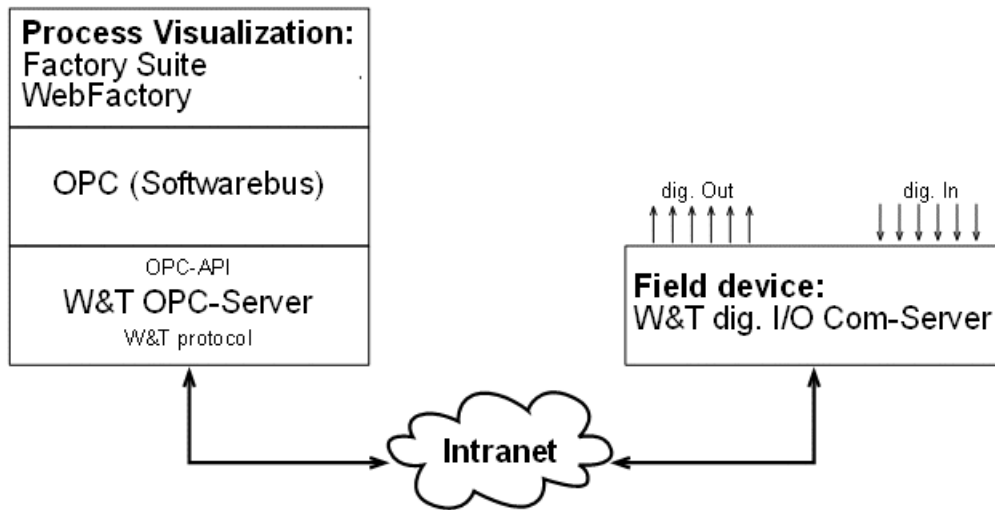 Process Visualization:
Factory Suite
WebFactory
OPC (Softwarebus)
OPC-API
W&T OPC-Server
W&T protocol
dig. Out
dig. In
Field device:
W&T dig. I/O Com-Server
Intranet